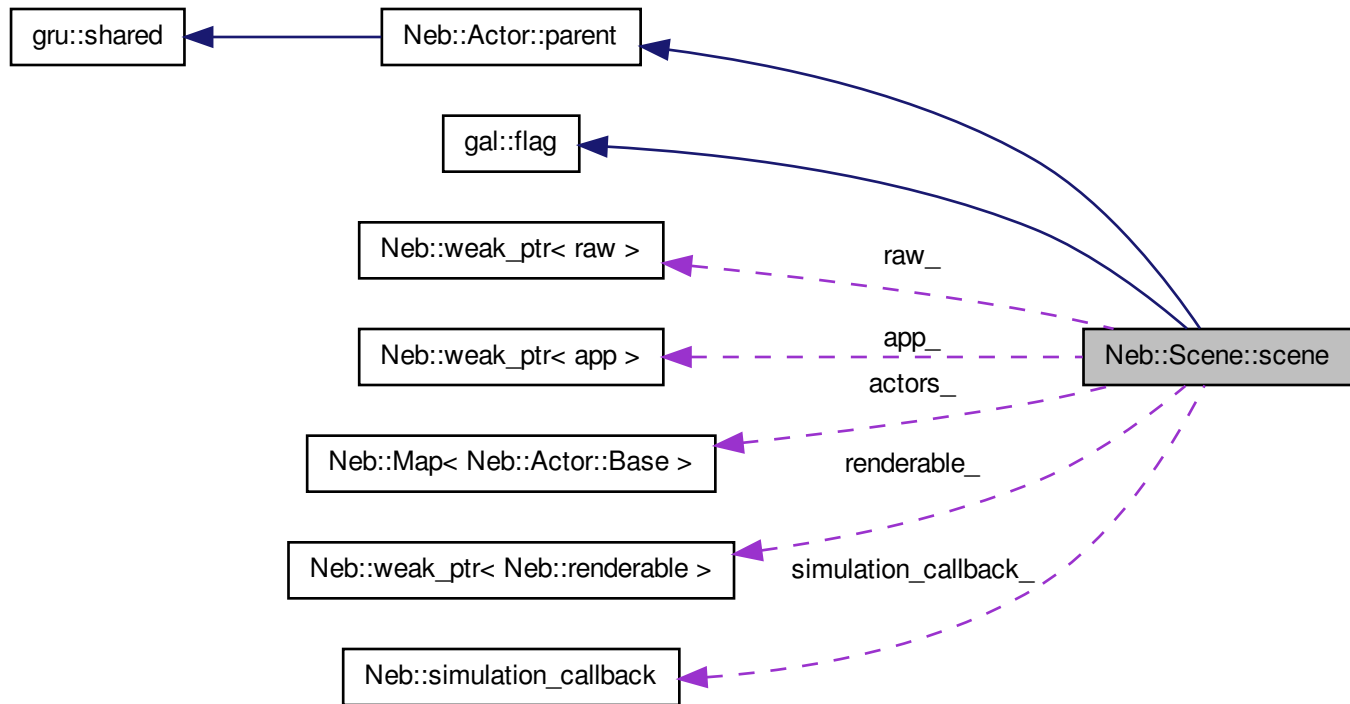 gru::shared
Neb::Actor::parent
gal::flag
Neb::weak_ptr< raw >
raw_
Neb::weak_ptr< app >
app_
Neb::Scene::scene
actors_
Neb::Map< Neb::Actor::Base >
renderable_
Neb::weak_ptr< Neb::renderable >
simulation_callback_
Neb::simulation_callback